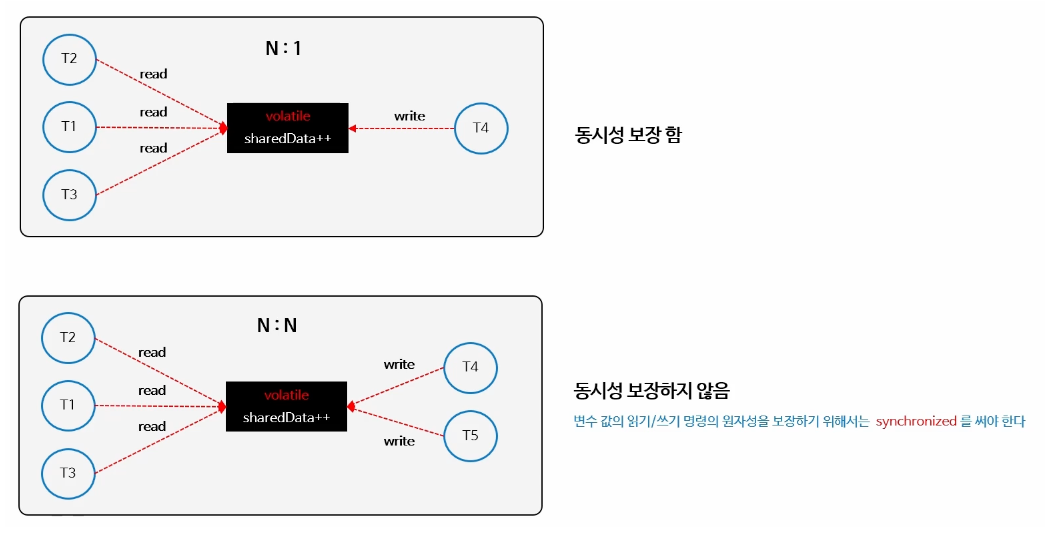 N : 1
T2
read
T1
read
T3
read
volatile
sharedData++
write
T4
동시성 보장 함
N : N
T2
read
T1
read
T3
read
volatile
sharedData++
write
T4
write
T5
동시성 보장하지 않음
변수 값의 읽기/쓰기 명령의 원자성을 보장하기 위해서는 synchronized 를 써야 한다